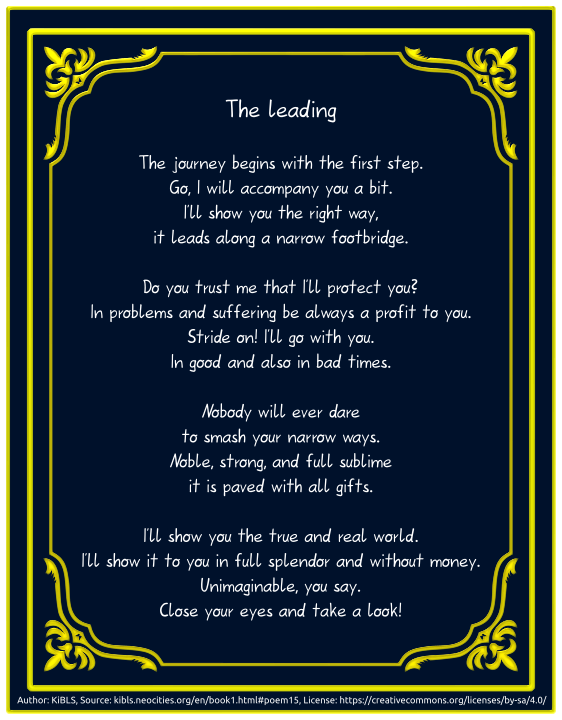 The leading
The journey begins with the first step.
Go, I will accompany you a bit.
I'll show you the right way,
it leads along a narrow footbridge.
Do you trust me that I'll protect you?
In problems and suffering be always a profit to you.
Stride on! I'll go with you.
In good and also in bad times.
Nobody will ever dare
to smash your narrow ways.
Noble, strong, and full sublime
it is paved with all gifts.
I'll show you the true and real world.
I'll show it to you in full splendor and without money.
Unimaginable, you say.
Close your eyes and take a look!
Author: KiBLS, Source: kibls.neocities.org/en/book1.html#poem15, License: https://creativecommons.org/licenses/by-sa/4.0/